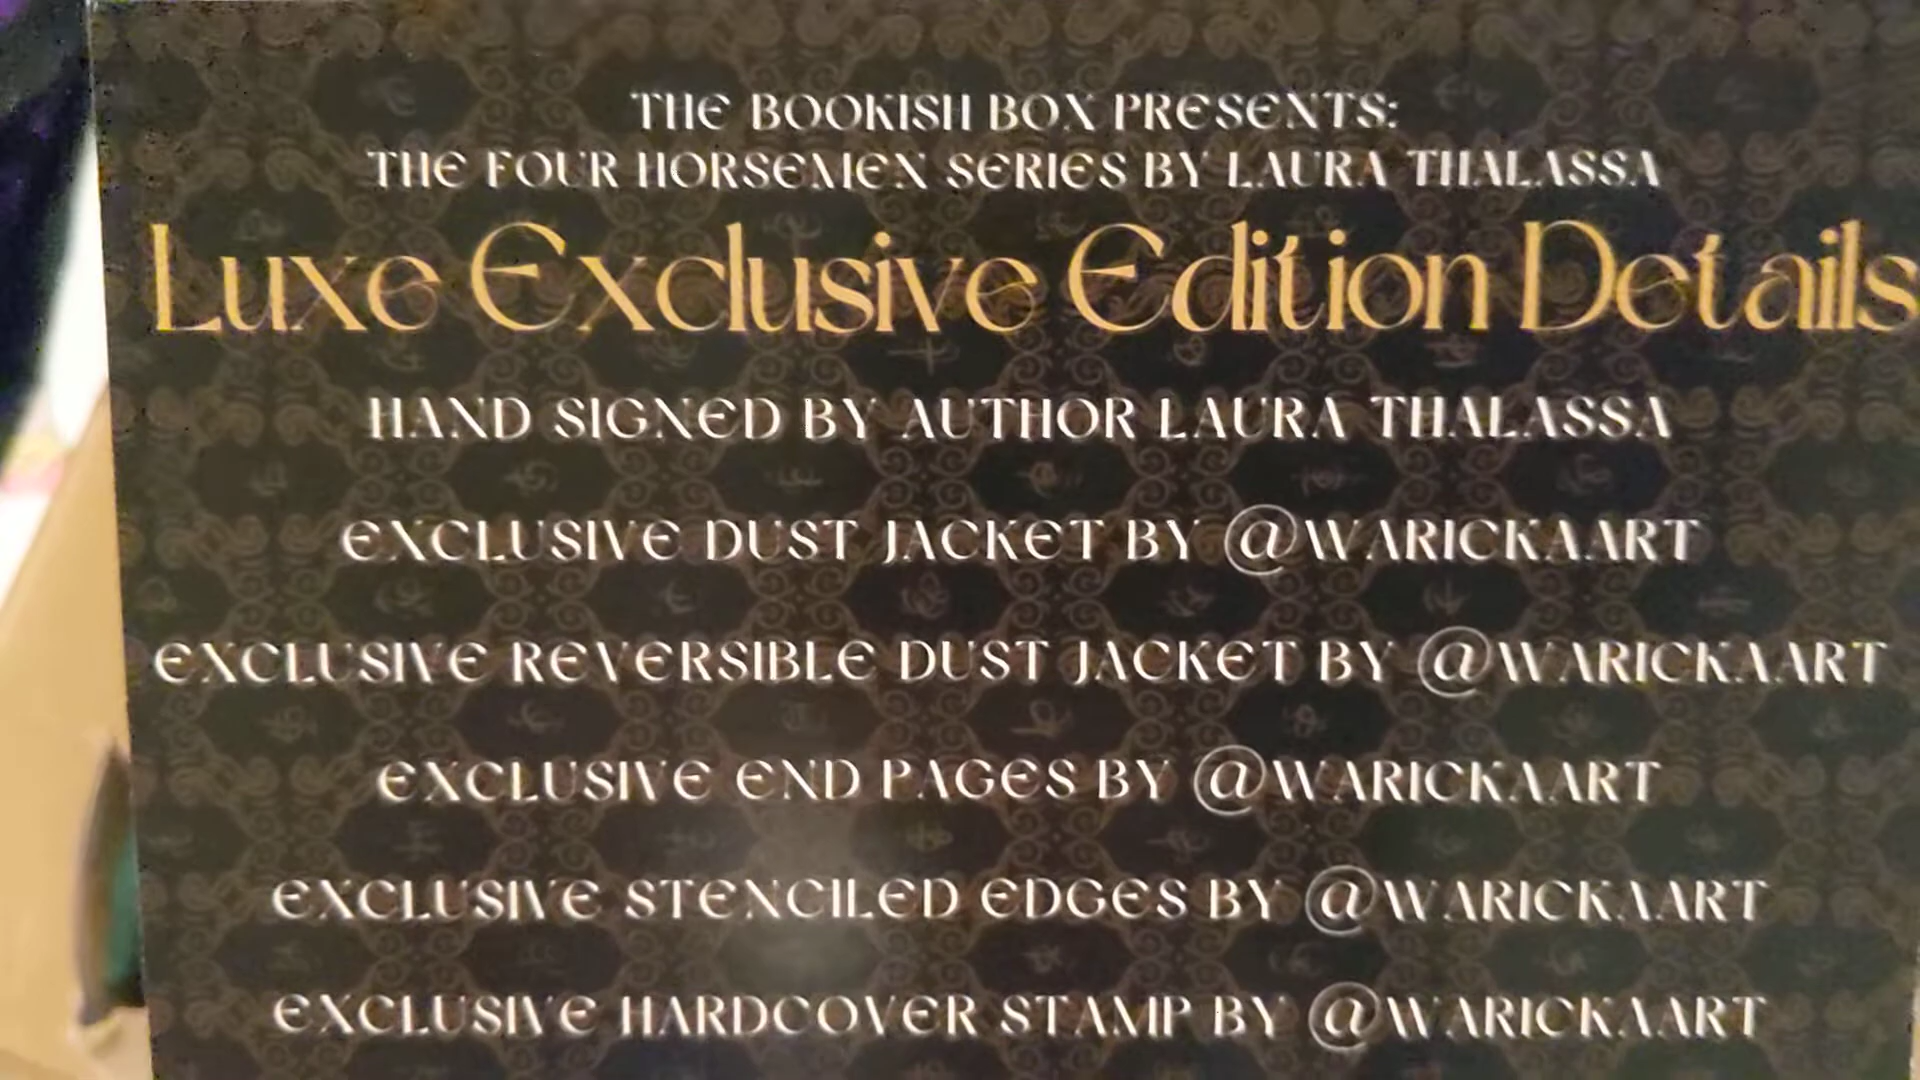 THE BOOKISH BOX PRESENTS:
THE FOUR HORSEMEN SERIES BY LAURA THALASSA
Luxe Exclusive Edition Details
HAND SIGNED BY AUTHOR LAURA THALASSA
EXCLUSIVE DUST JACKET BY @WARICKAART
EXCLUSIVE REVERSIBLE DUST JACKET BY @WARICKAART
EXCLUSIVE END PAGES BY @WARICKAART
EXCLUSIVE STENCILED EDGES BY @WARICKAART
EXCLUSIVE HARDCOVER STAMP BY @WARICKAART